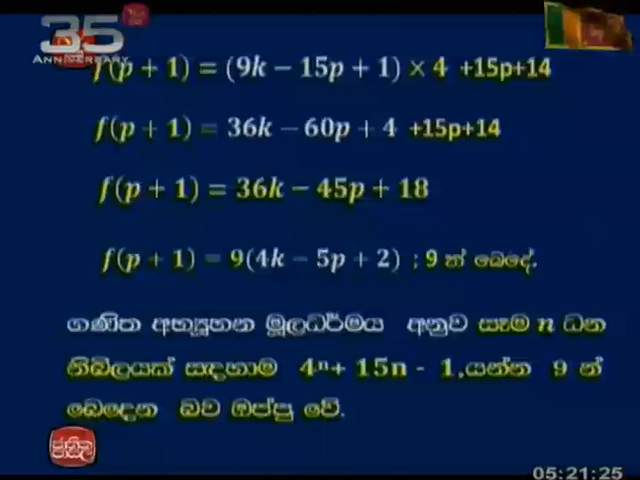 35
ANNIVERSARY
f(p + 1) = (9k − 15p + 1) × 4 +15p+14
f(p + 1) = 36k − 60p + 4 +15p+14
f(p + 1) = 36k − 45p + 18
f(p + 1) = 9(4k − 5p + 2) ; 9 න් බෙදේ.
ගණිත අභ්‍යුහන මූලධර්මය අනුව සෑම n ධන
නිඛිලයක් සඳහාම 4ⁿ+ 15n - 1,යන්න 9 න්
බෙදෙන බව ඔප්පු වේ.
05:21:25